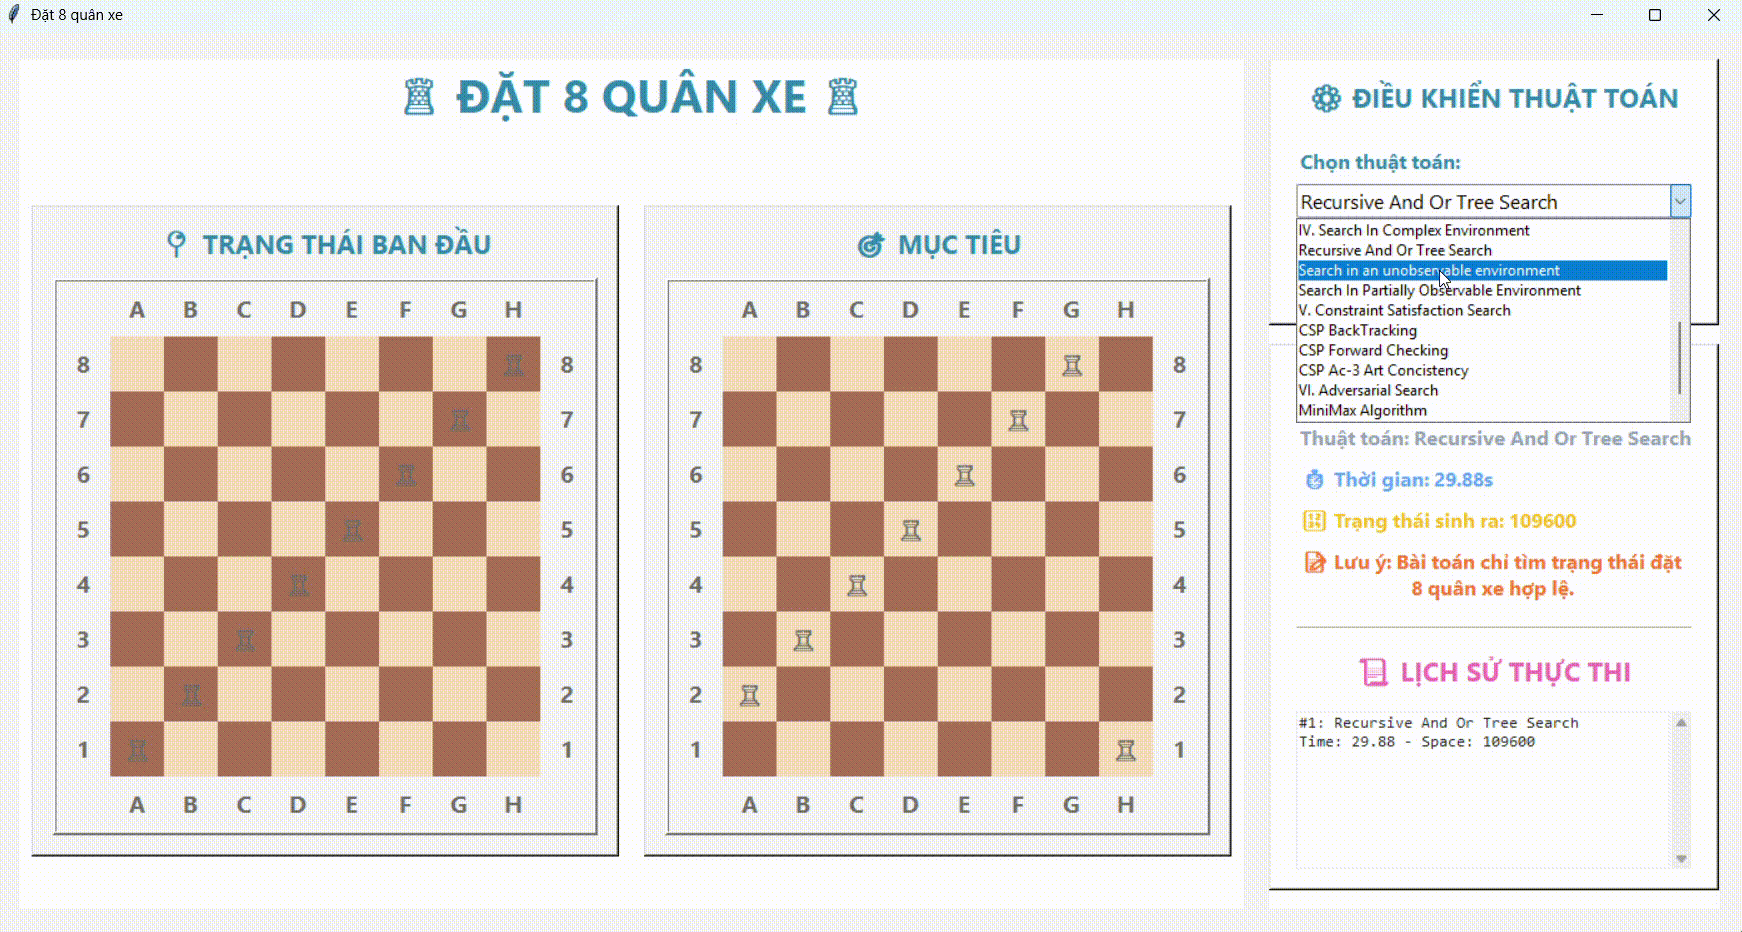 Đặt 8 quân xe
ĐẶT 8 QUÂN XE
TRẠNG THÁI BAN ĐẦU
A B C D E F G H
8 8
7 7
6 6
5 5
4 4
3 3
2 2
1 1
A B C D E F G H
MỤC TIÊU
A B C D E F G H
8 8
7 7
6 6
5 5
4 4
3 3
2 2
1 1
A B C D E F G H
ĐIỀU KHIỂN THUẬT TOÁN
Chọn thuật toán:
Recursive And Or Tree Search
IV. Search In Complex Environment
Recursive And Or Tree Search
Search in an unobservable environment
Search In Partially Observable Environment
V. Constraint Satisfaction Search
CSP BackTracking
CSP Forward Checking
CSP Ac-3 Art Concistency
VI. Adversarial Search
MiniMax Algorithm
Thuật toán: Recursive And Or Tree Search
Thời gian: 29.88s
Trạng thái sinh ra: 109600
Lưu ý: Bài toán chỉ tìm trạng thái đặt
8 quân xe hợp lệ.
LỊCH SỬ THỰC THI
#1: Recursive And Or Tree Search
Time: 29.88 - Space: 109600